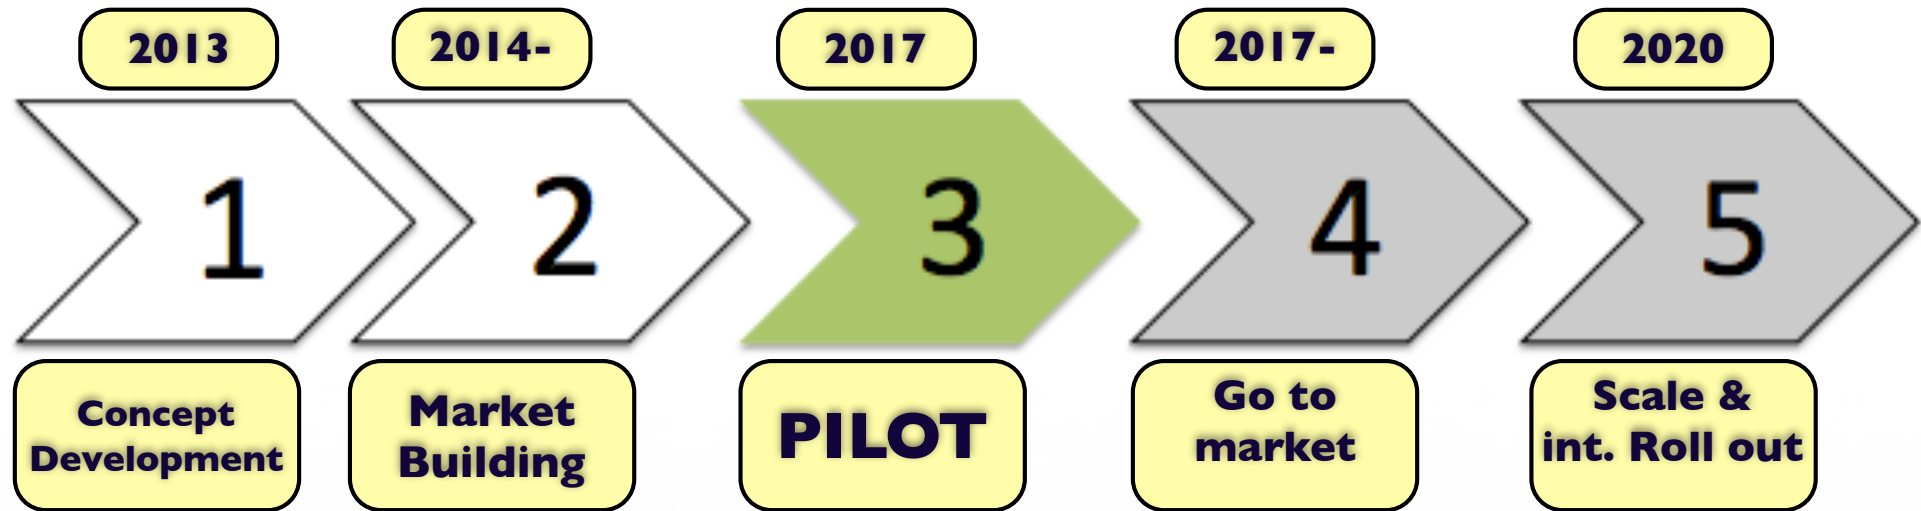 2013
2014-
2017
2017-
2020
1
2
3
4
5
Concept
Development
Market
Building
PILOT
Go to
market
Scale &
int. Roll out